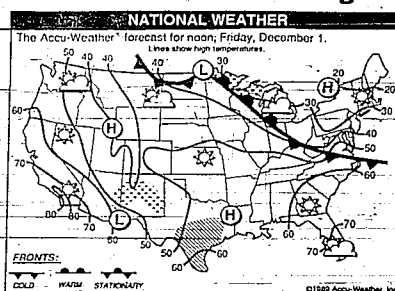 NATIONAL WEATHER
The Accu-Weather™ forecast for noon, Friday, December 1.
Lines show high temperatures.
50 40 40
40
L
30
H
20
20
30
60
H
30
40
50
60
70
80 80 70
L
60
50
50
60
H
60
70
70
FRONTS:
COLD WARM STATIONARY
©1989 Accu-Weather, Inc.